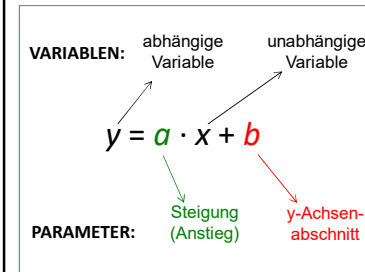 VARIABLEN:
abhängige
Variable
unabhängige
Variable
y = a · x + b
PARAMETER:
Steigung
(Anstieg)
y-Achsen-
abschnitt